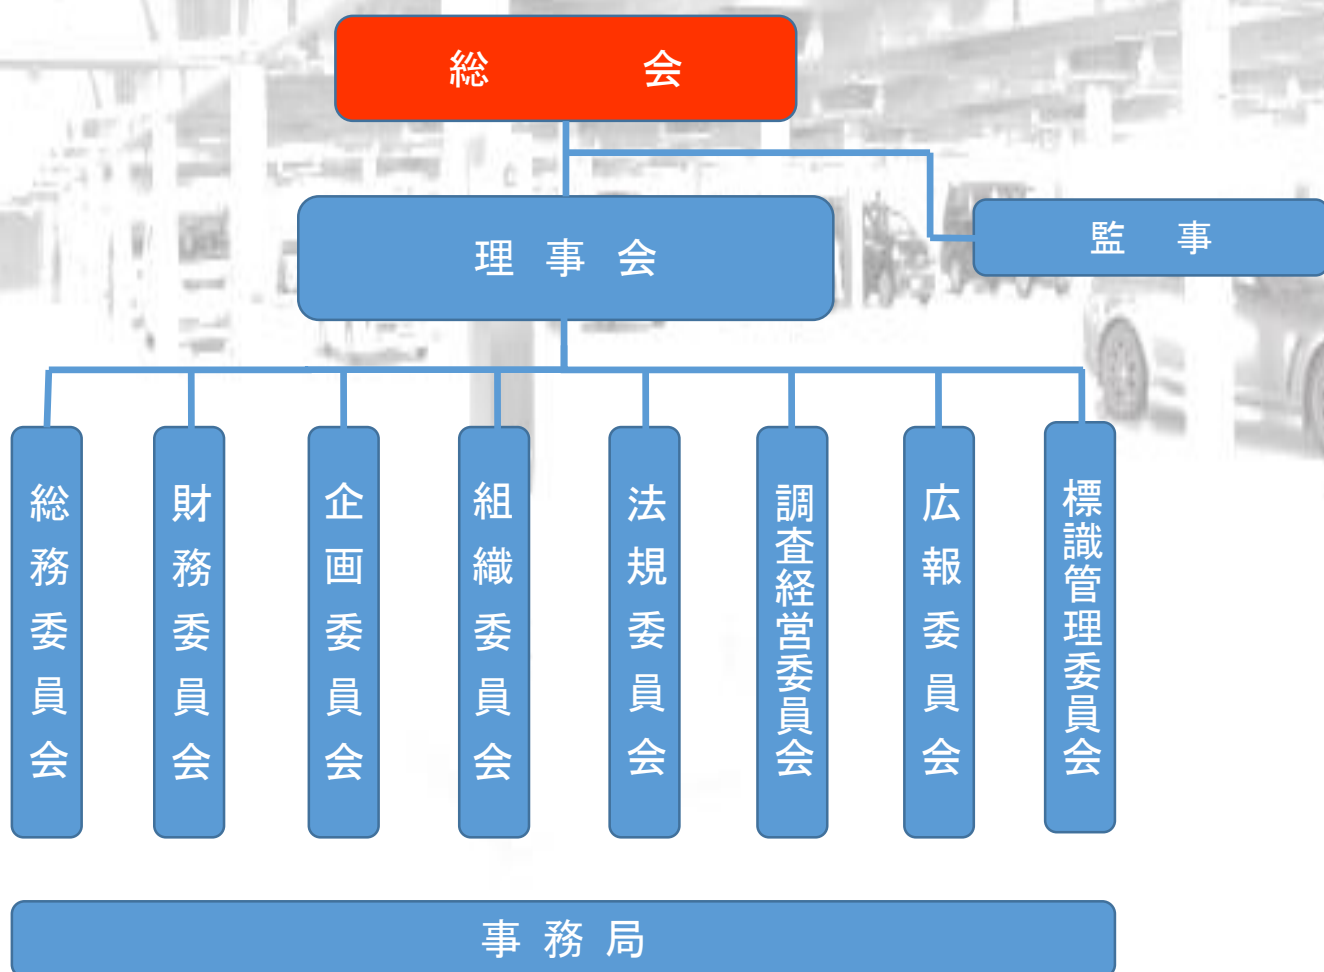 総 会
理 事 会
監 事
総務委員会
財務委員会
企画委員会
組織委員会
法規委員会
調査経営委員会
広報委員会
標識管理委員会
事 務 局